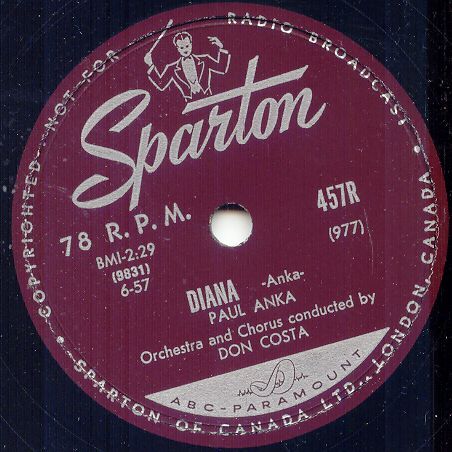 COPYRIGHTED - NOT FOR RADIO BROADCAST
Sparton
78 R.P.M.
457R
BMI-2:29
(9831)
6-57
(977)
DIANA -Anka-
PAUL ANKA
Orchestra and Chorus conducted by
DON COSTA
ABC-PARAMOUNT
• SPARTON OF CANADA LTD., LONDON, CANADA •